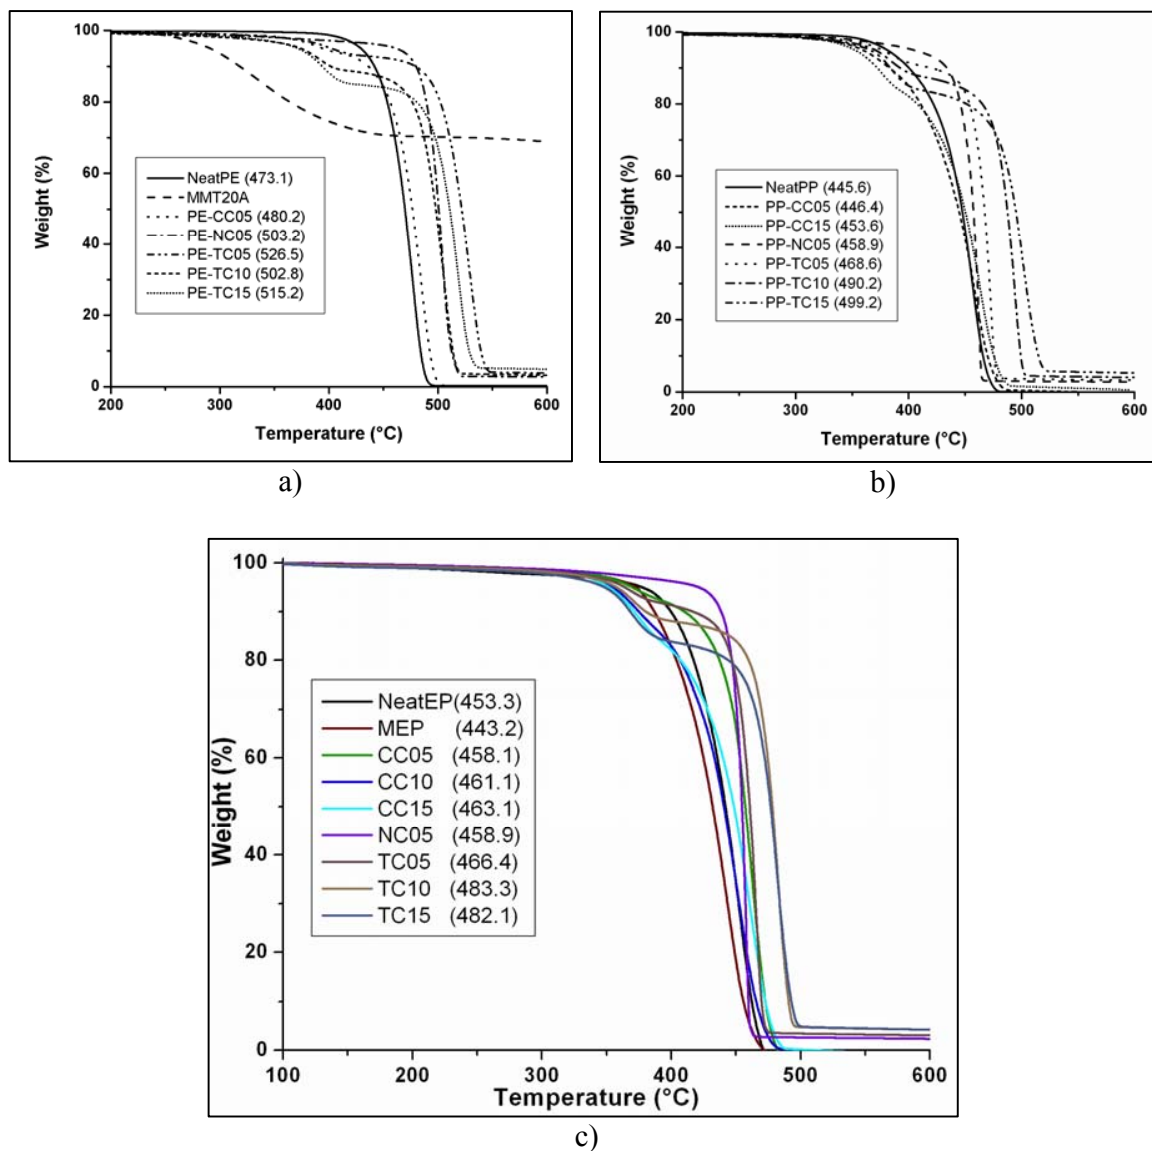 100
80
60
40
20
0
Weight (%)
NeatPE (473.1)
MMT20A
PE-CC05 (480.2)
PE-NC05 (503.2)
PE-TC05 (526.5)
PE-TC10 (502.8)
PE-TC15 (515.2)
200 300 400 500 600
Temperature (°C)
a)
100
80
60
40
20
0
Weight (%)
NeatPP (445.6)
PP-CC05 (446.4)
PP-CC15 (453.6)
PP-NC05 (458.9)
PP-TC05 (468.6)
PP-TC10 (490.2)
PP-TC15 (499.2)
200 300 400 500 600
Temperature (°C)
b)
100
80
60
40
20
0
Weight (%)
NeatEP(453.3)
MEP (443.2)
CC05 (458.1)
CC10 (461.1)
CC15 (463.1)
NC05 (458.9)
TC05 (466.4)
TC10 (483.3)
TC15 (482.1)
100 200 300 400 500 600
Temperature (°C)
c)